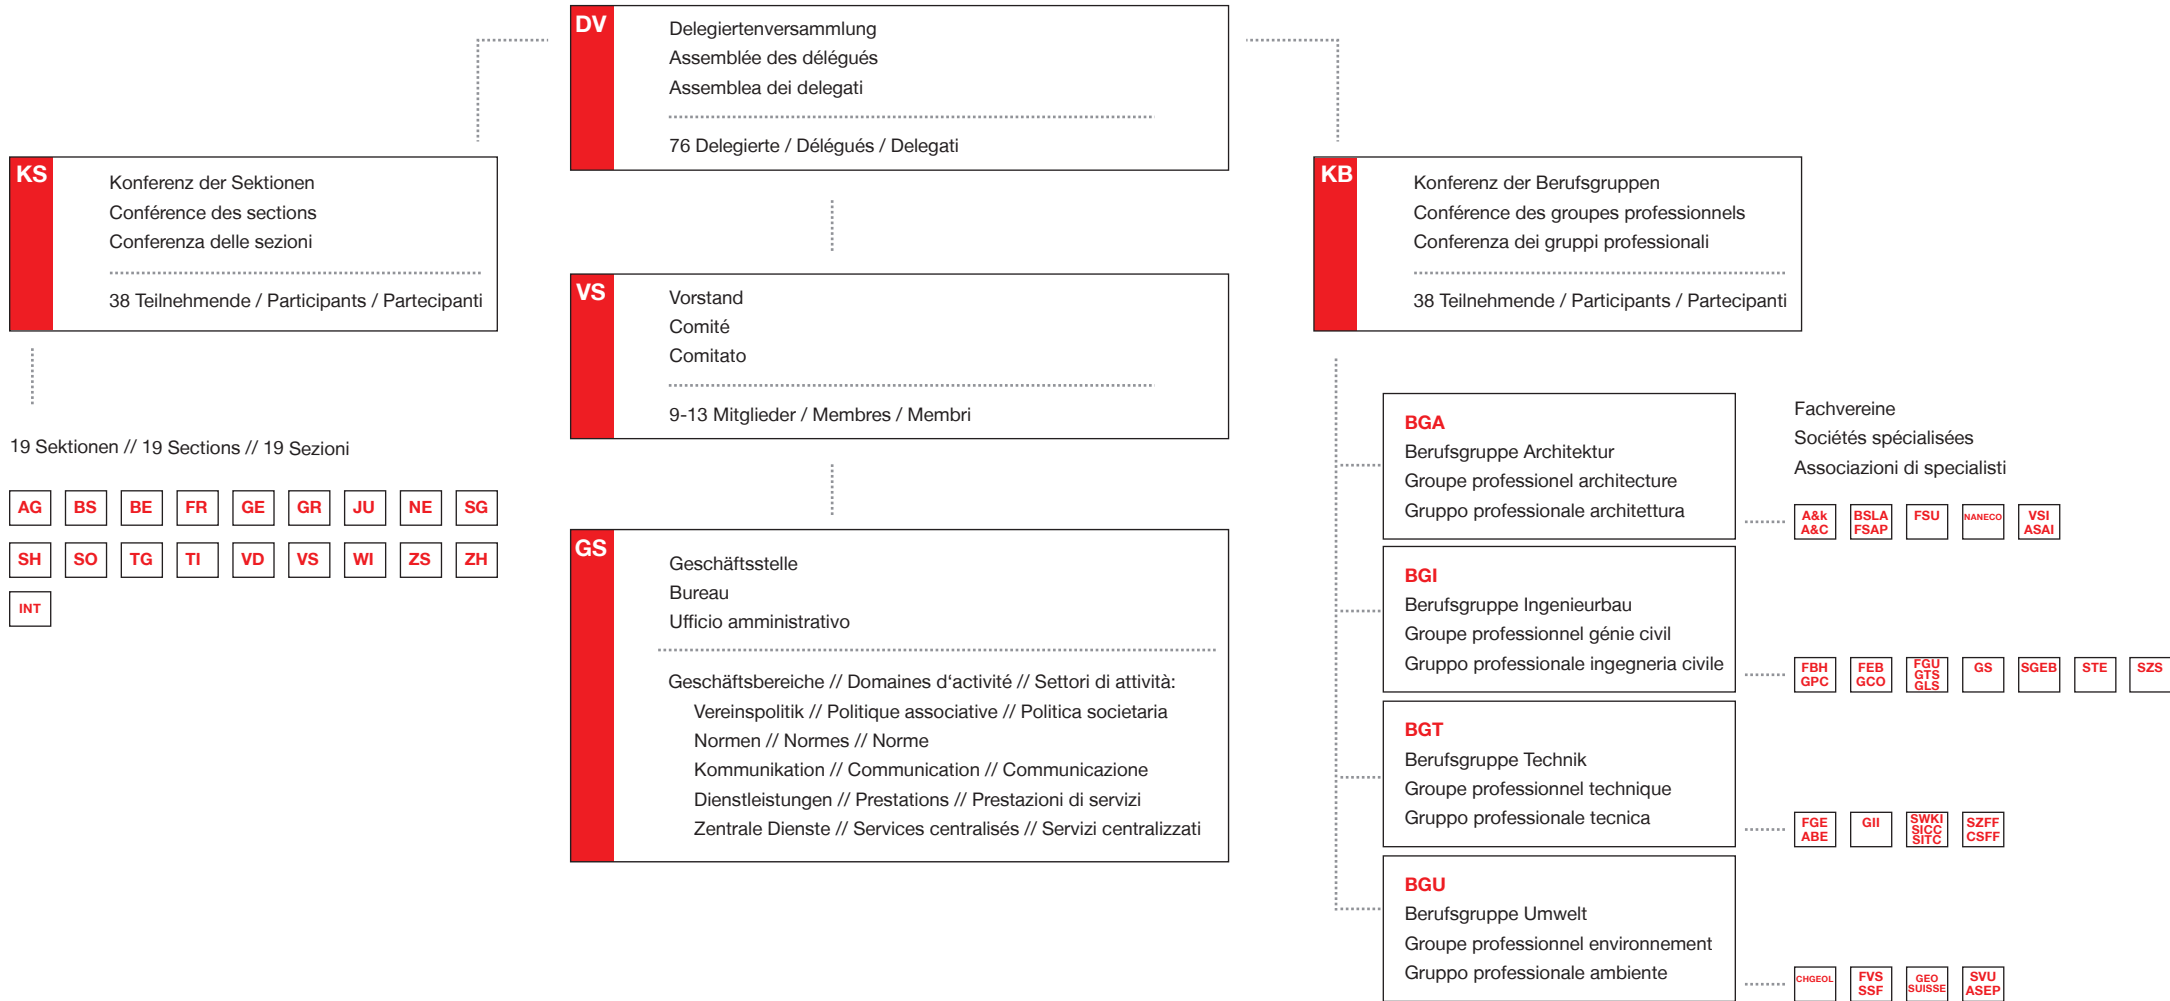 DV
Delegiertenversammlung
Assemblée des délégués
Assemblea dei delegati
76 Delegierte / Délégués / Delegati
KS
Konferenz der Sektionen
Conférence des sections
Conferenza delle sezioni
38 Teilnehmende / Participants / Partecipanti
19 Sektionen // 19 Sections // 19 Sezioni
AG BS BE FR GE GR JU NE SG
SH SO TG TI VD VS WI ZS ZH
INT
VS
Vorstand
Comité
Comitato
9-13 Mitglieder / Membres / Membri
GS
Geschäftsstelle
Bureau
Ufficio amministrativo
Geschäftsbereiche // Domaines d‘activité // Settori di attività:
Vereinspolitik // Politique associative // Politica societaria
Normen // Normes // Norme
Kommunikation // Communication // Communicazione
Dienstleistungen // Prestations // Prestazioni di servizi
Zentrale Dienste // Services centralisés // Servizi centralizzati
KB
Konferenz der Berufsgruppen
Conférence des groupes professionnels
Conferenza dei gruppi professionali
38 Teilnehmende / Participants / Partecipanti
Fachvereine
Sociétés spécialisées
Associazioni di specialisti
BGA
Berufsgruppe Architektur
Groupe professionel architecture
Gruppo professionale architettura
A&k
A&C
BSLA
FSAP
FSU
NANECO
VSI
ASAI
BGI
Berufsgruppe Ingenieurbau
Groupe professionnel génie civil
Gruppo professionale ingegneria civile
FBH
GPC
FEB
GCO
FGU
GTS
GLS
GS
SGEB
STE
SZS
BGT
Berufsgruppe Technik
Groupe professionnel technique
Gruppo professionale tecnica
FGE
ABE
GII
SWKI
SICC
SITC
SZFF
CSFF
BGU
Berufsgruppe Umwelt
Groupe professionnel environnement
Gruppo professionale ambiente
CHGEOL
FVS
SSF
GEO
SUISSE
SVU
ASEP